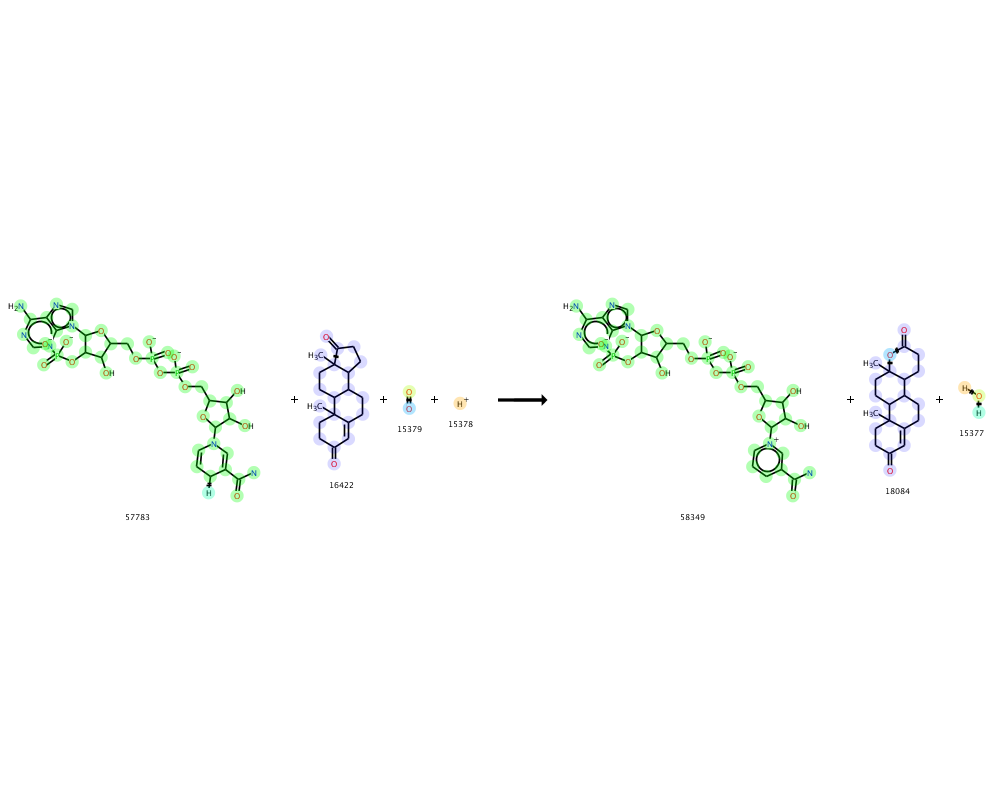 H₂N
N
N
N
N
O
O⁻
O⁻
P
O
O
OH
O
O⁻
P
O
O
O⁻
P
O
O
OH
O
OH
N
N
O
H
57783
+
O
H₃C
H₃C
O
16422
+
O
O
15379
+
H⁺
15378
H₂N
N
N
N
N
O
O⁻
O⁻
P
O
O
OH
O
O⁻
P
O
O
O⁻
P
O
O
OH
O
OH
N⁺
N
O
58349
+
O
O
H₃C
H₃C
O
18084
+
H
O
H
15377